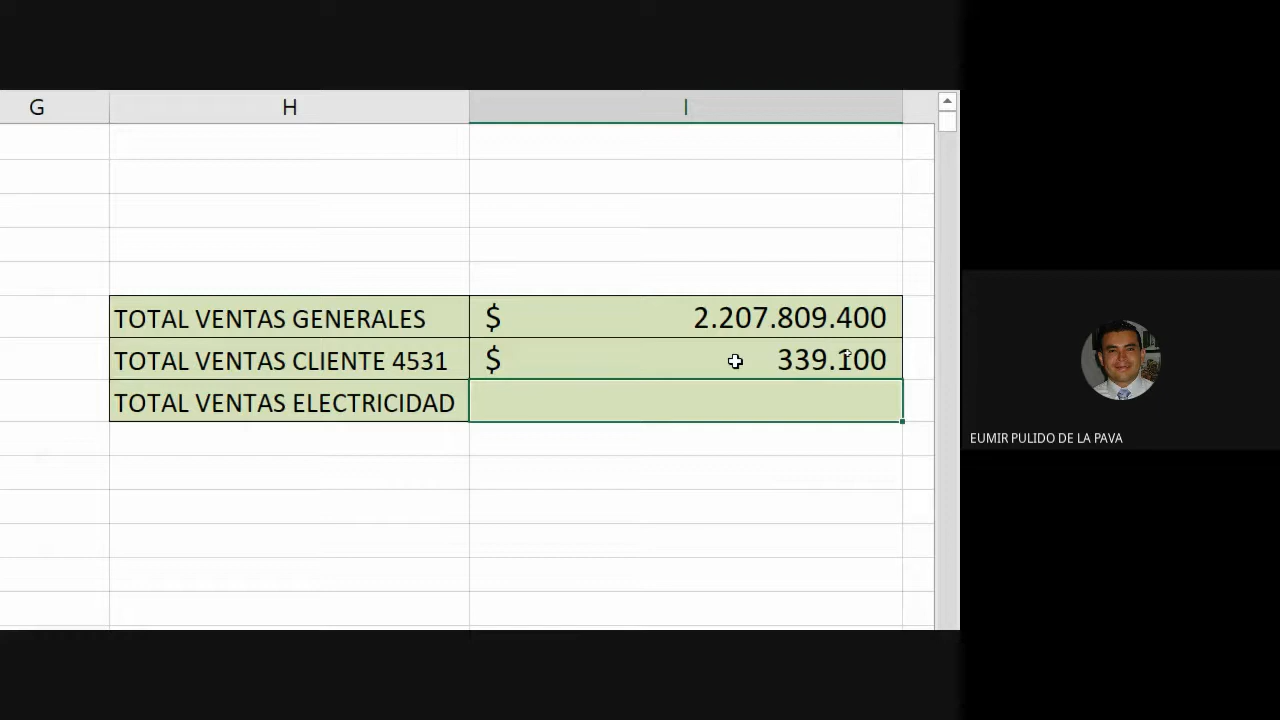 G H I
TOTAL VENTAS GENERALES $ 2.207.809.400
TOTAL VENTAS CLIENTE 4531 $ 339.100
TOTAL VENTAS ELECTRICIDAD
EUMIR PULIDO DE LA PAVA